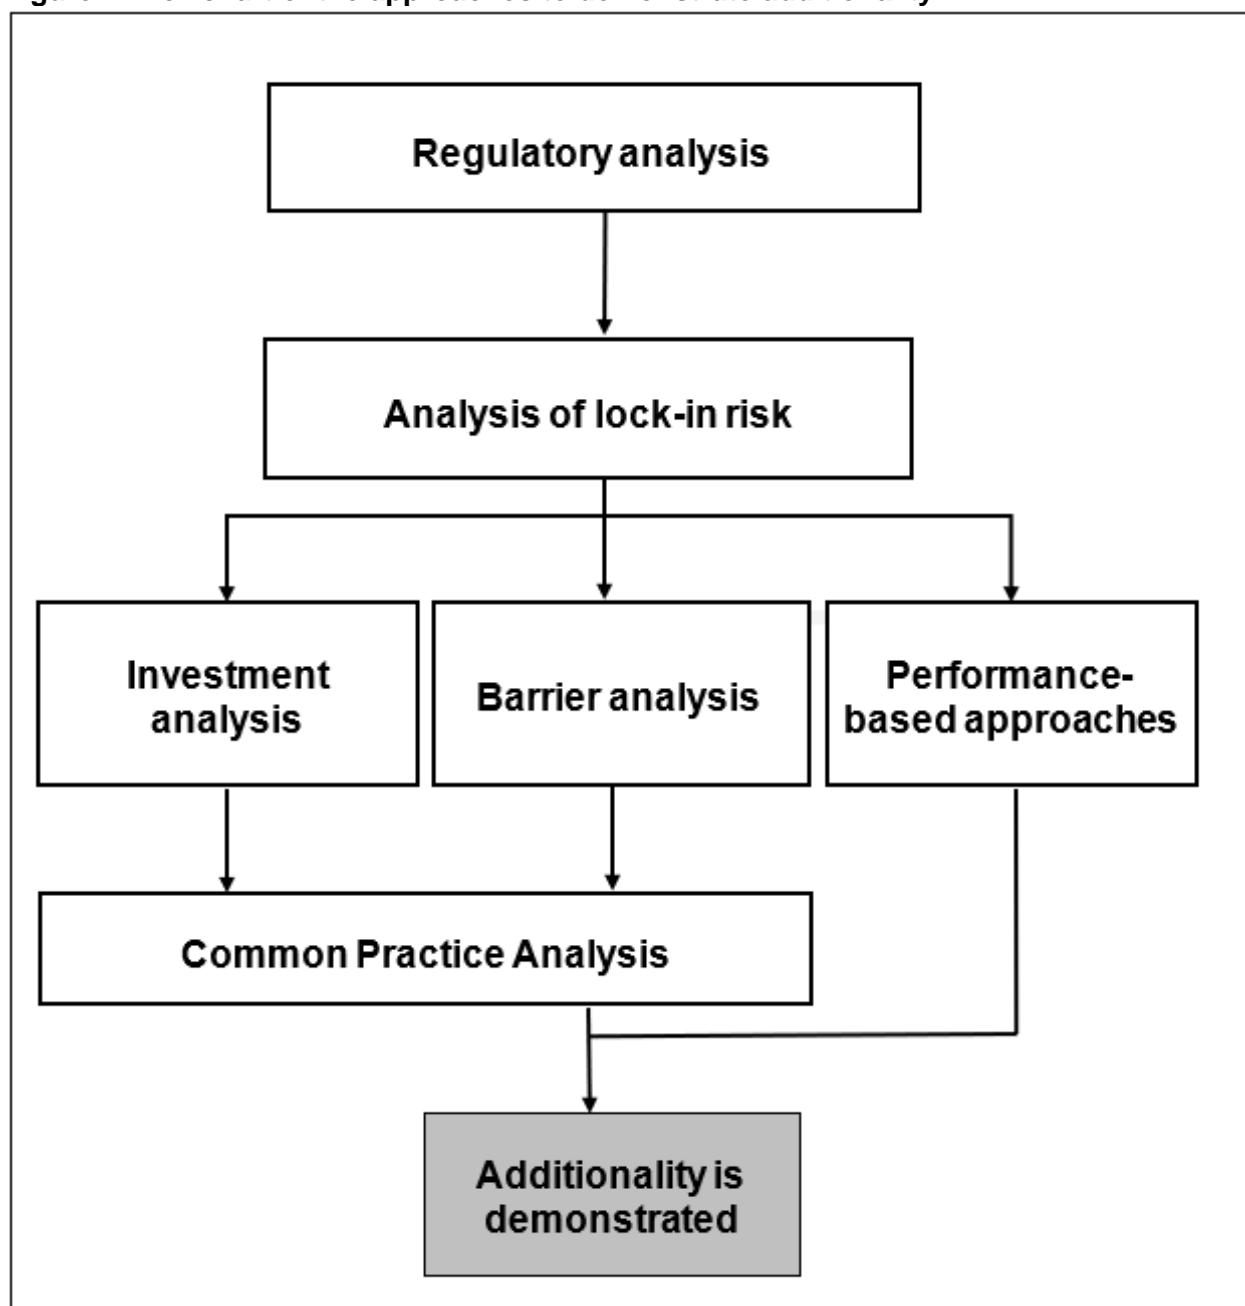 Regulatory analysis
Analysis of lock-in risk
Investment
analysis
Barrier analysis
Performance-
based approaches
Common Practice Analysis
Additionality is
demonstrated